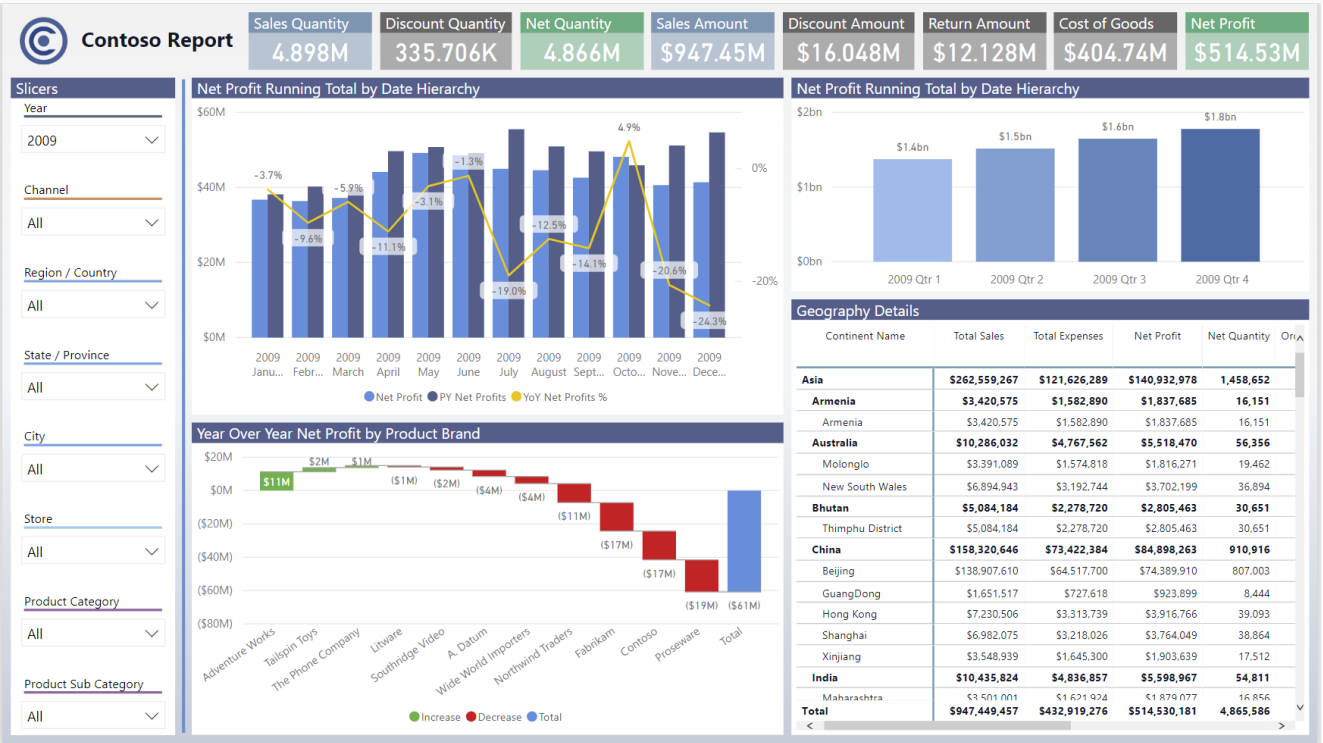 Contoso Report
Sales Quantity
4.898M
Discount Quantity
335.706K
Net Quantity
4.866M
Sales Amount
$947.45M
Discount Amount
$16.048M
Return Amount
$12.128M
Cost of Goods
$404.74M
Net Profit
$514.53M
Slicers
Year
2009
Channel
All
Region / Country
All
State / Province
All
City
All
Store
All
Product Category
All
Product Sub Category
All
Net Profit Running Total by Date Hierarchy
$60M
$40M
$20M
$0M
0%
-20%
-3.7%
-9.6%
-5.9%
-11.1%
-3.1%
-1.3%
-19.0%
-12.5%
-14.1%
4.9%
-20.6%
-24.3%
2009 2009 2009 2009 2009 2009 2009 2009 2009 2009 2009 2009
Janu... Febr... March April May June July August Sept... Octo... Nove... Dece...
Net Profit PY Net Profits YoY Net Profits %
Year Over Year Net Profit by Product Brand
$20M
$0M
($20M)
($40M)
($60M)
($80M)
$11M
$2M
$1M
($1M)
($2M)
($4M)
($4M)
($11M)
($17M)
($17M)
($19M)
($61M)
Adventure Works
Tailspin Toys
The Phone Company
Litware
Southridge Video
A. Datum
Wide World Importers
Northwind Traders
Fabrikam
Contoso
Proseware
Total
Increase Decrease Total
Net Profit Running Total by Date Hierarchy
$2bn
$1bn
$0bn
$1.4bn
$1.5bn
$1.6bn
$1.8bn
2009 Qtr 1 2009 Qtr 2 2009 Qtr 3 2009 Qtr 4
Geography Details
Continent Name Total Sales Total Expenses Net Profit Net Quantity
Asia $262,559,267 $121,626,289 $140,932,978 1,458,652
Armenia $3,420,575 $1,582,890 $1,837,685 16,151
Armenia $3,420,575 $1,582,890 $1,837,685 16,151
Australia $10,286,032 $4,767,562 $5,518,470 56,356
Molonglo $3,391,089 $1,574,818 $1,816,271 19,462
New South Wales $6,894,943 $3,192,744 $3,702,199 36,894
Bhutan $5,084,184 $2,278,720 $2,805,463 30,651
Thimphu District $5,084,184 $2,278,720 $2,805,463 30,651
China $158,320,646 $73,422,384 $84,898,263 910,916
Beijing $138,907,610 $64,517,700 $74,389,910 807,003
GuangDong $1,651,517 $727,618 $923,899 8,444
Hong Kong $7,230,506 $3,313,739 $3,916,766 39,093
Shanghai $6,982,075 $3,218,026 $3,764,049 38,864
Xinjiang $3,548,939 $1,645,300 $1,903,639 17,512
India $10,435,824 $4,836,857 $5,598,967 54,811
Maharashtra $3,501,001 $1,621,924 $1,879,077 16,856
Total $947,449,457 $432,919,276 $514,530,181 4,865,586